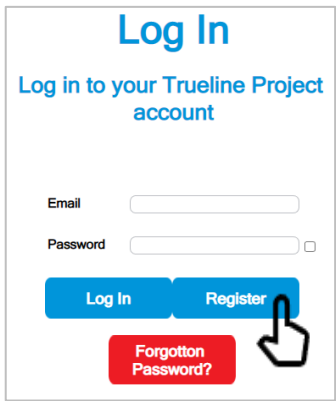 Log In
Log in to your Trueline Project
account
Email
Password
Log In
Register
Forgotton
Password?